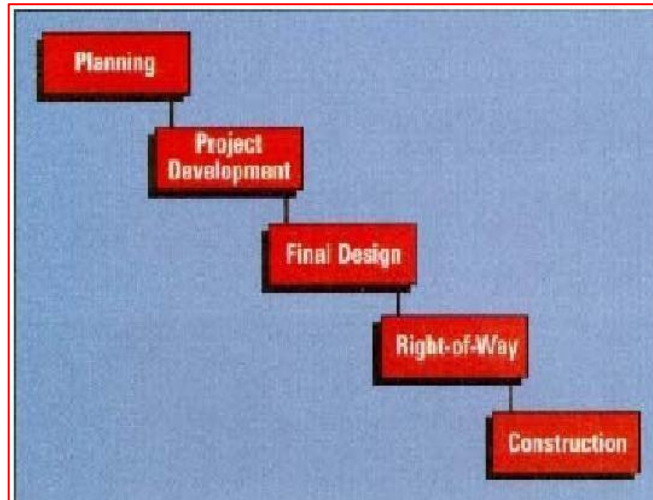 Planning
Project
Development
Final Design
Right-of-Way
Construction